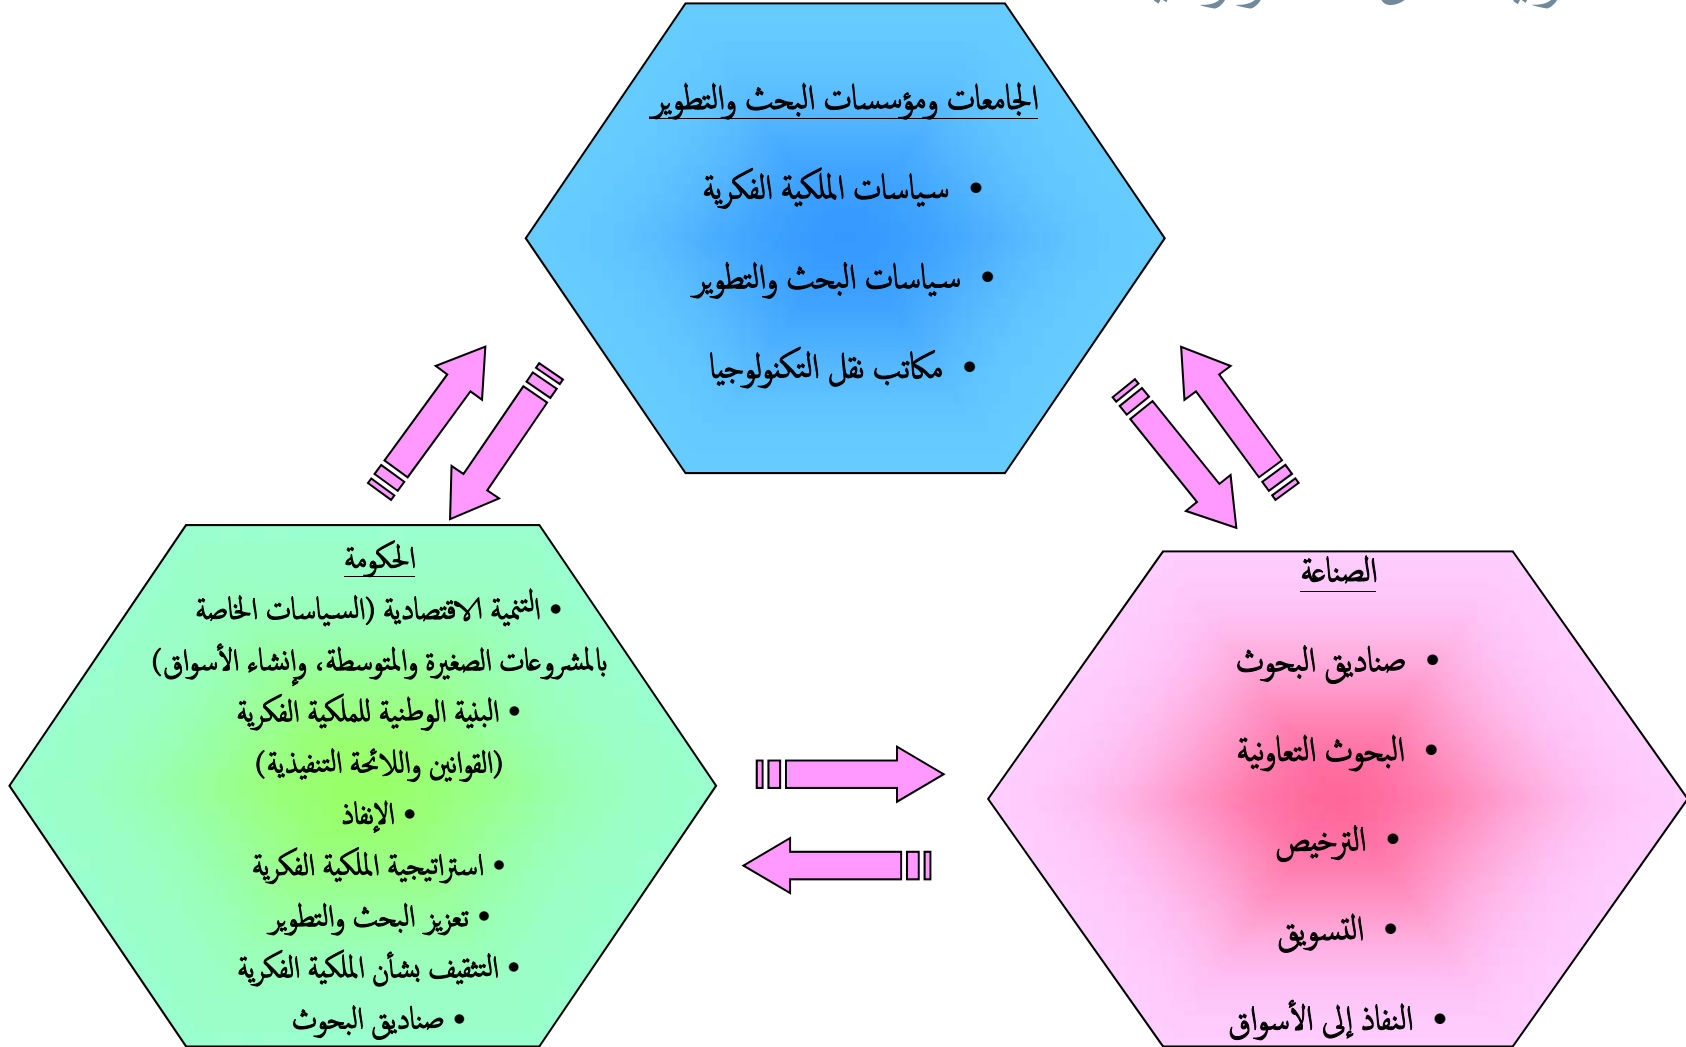 الجامعات ومؤسسات البحث والتطوير
• سياسات الملكية الفكرية
• سياسات البحث والتطوير
• مكاتب نقل التكنولوجيا
الحكومة
• التنمية الاقتصادية (السياسات الخاصة
بالمشروعات الصغيرة والمتوسطة، وإنشاء الأسواق)
• البنية الوطنية للملكية الفكرية
(القوانين واللائحة التنفيذية)
• الإنفاذ
• استراتيجية الملكية الفكرية
• تعزيز البحث والتطوير
• التثقيف بشأن الملكية الفكرية
• صناديق البحوث
الصناعة
• صناديق البحوث
• البحوث التعاونية
• الترخيص
• التسويق
• النفاذ إلى الأسواق